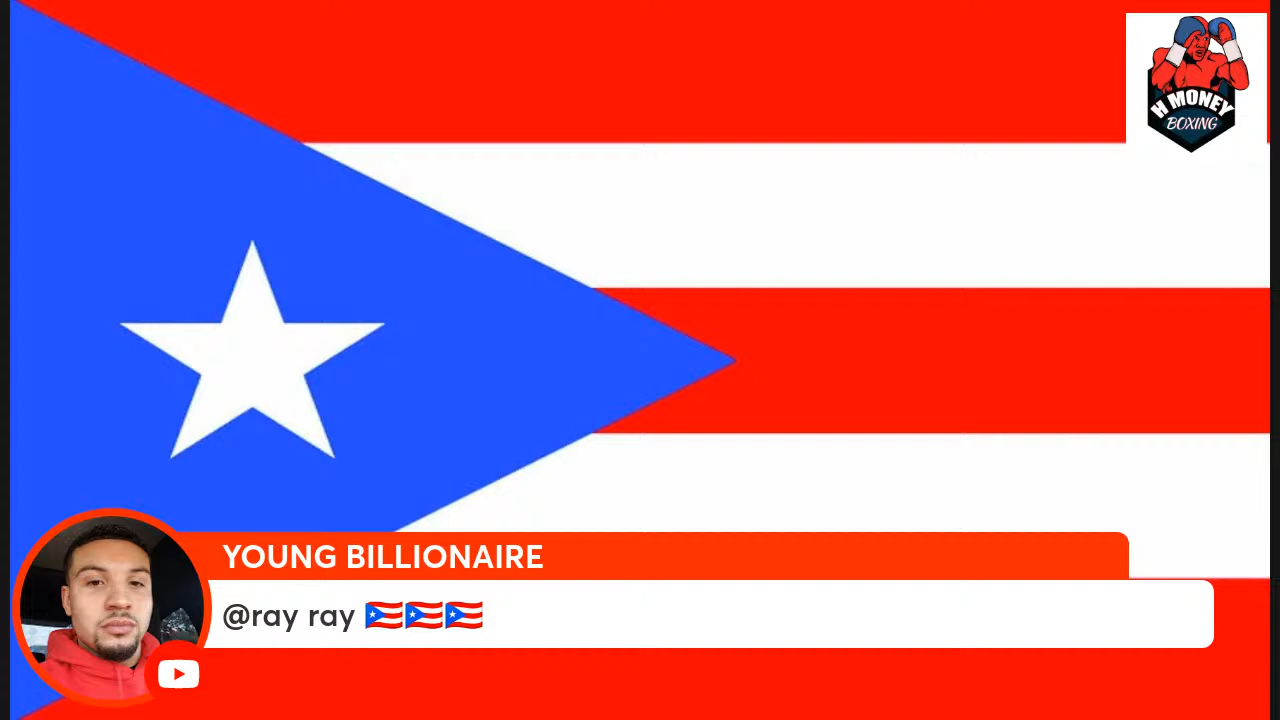 H MONEY
BOXING
YOUNG BILLIONAIRE
@ray ray 🇵🇷🇵🇷🇵🇷